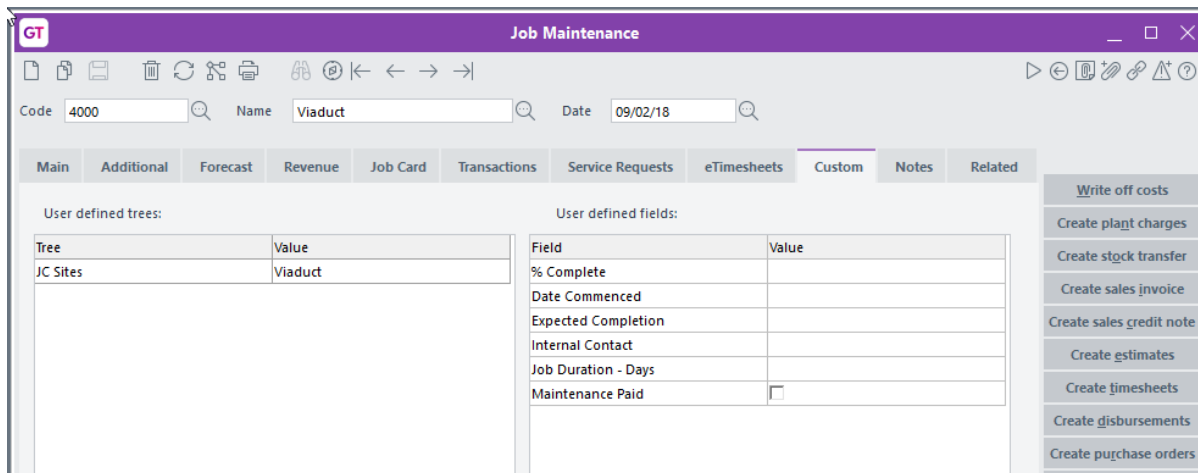 GT Job Maintenance
Code 4000 Name Viaduct Date 09/02/18
Main Additional Forecast Revenue Job Card Transactions Service Requests eTimesheets Custom Notes Related
User defined trees:
Tree Value
JC Sites Viaduct
User defined fields:
Field Value
% Complete
Date Commenced
Expected Completion
Internal Contact
Job Duration - Days
Maintenance Paid
Write off costs
Create plant charges
Create stock transfer
Create sales invoice
Create sales credit note
Create estimates
Create timesheets
Create disbursements
Create purchase orders